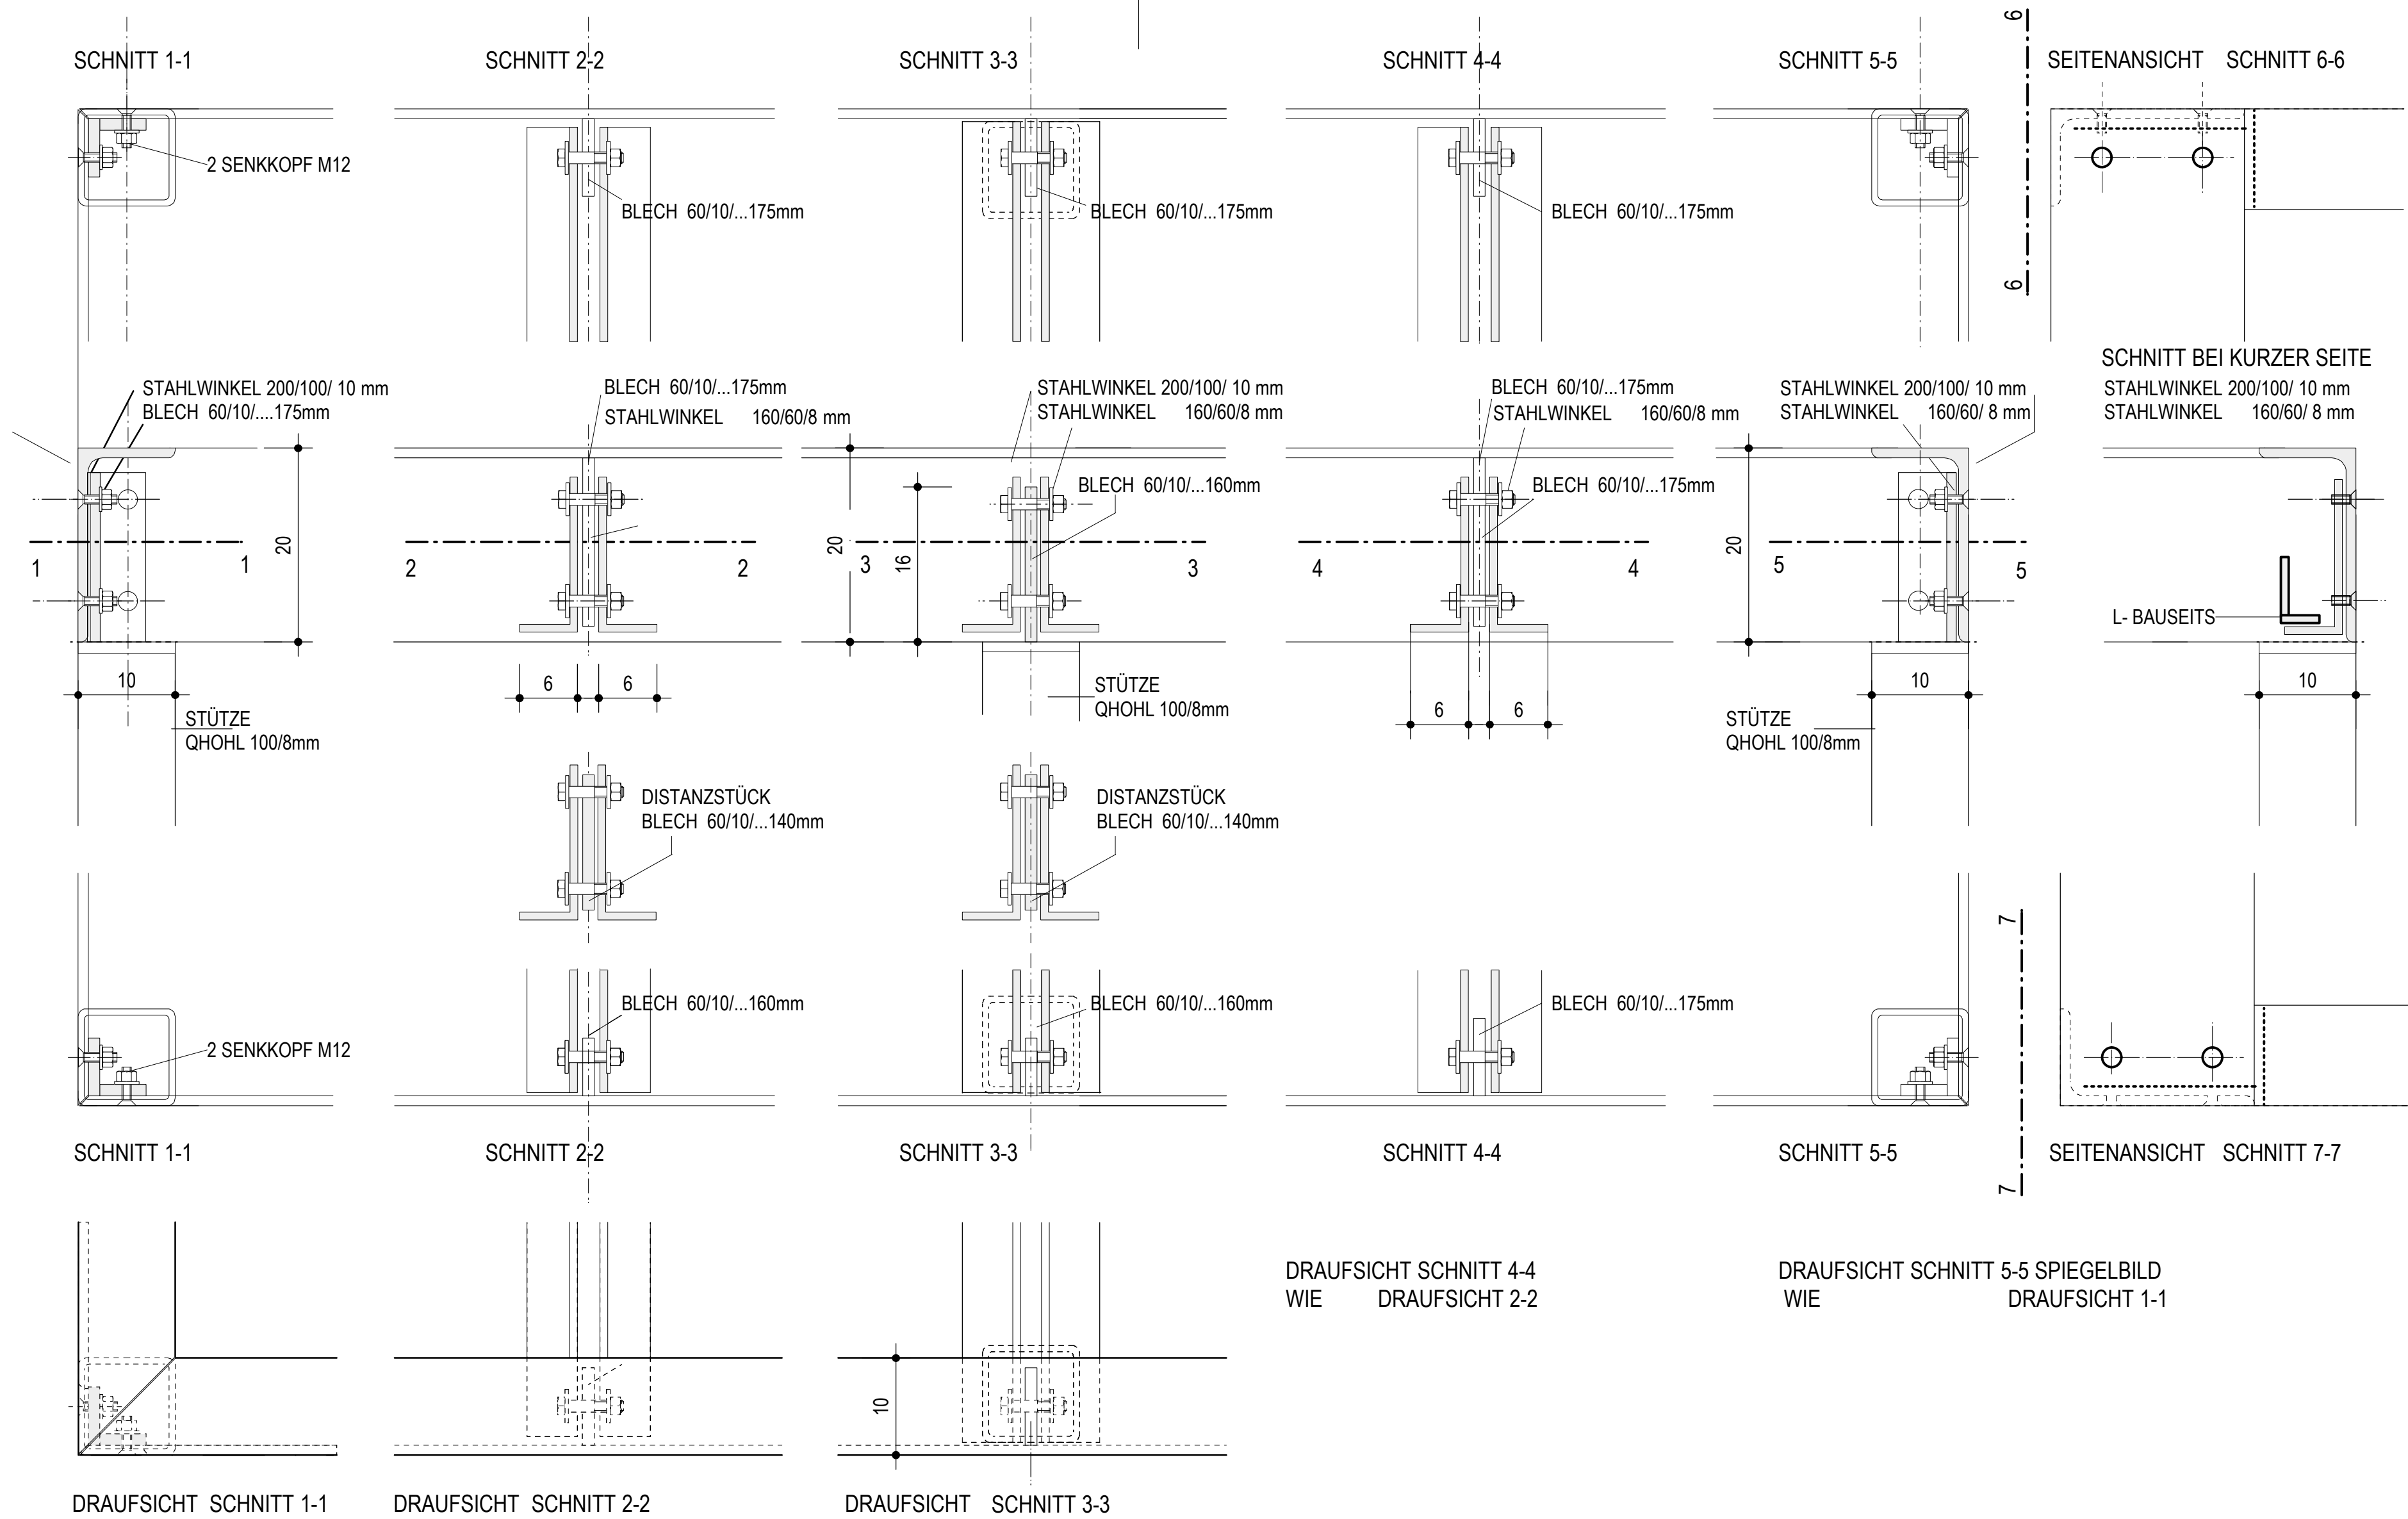 SCHNITT 1-1
SCHNITT 2-2
SCHNITT 3-3
SCHNITT 4-4
SCHNITT 5-5
6
SEITENANSICHT SCHNITT 6-6
2 SENKKOPF M12
BLECH 60/10/...175mm
BLECH 60/10/...175mm
BLECH 60/10/...175mm
6
SCHNITT BEI KURZER SEITE
STAHLWINKEL 200/100/ 10 mm
BLECH 60/10/....175mm
BLECH 60/10/...175mm
STAHLWINKEL 160/60/8 mm
STAHLWINKEL 200/100/ 10 mm
STAHLWINKEL 160/60/8 mm
BLECH 60/10/...175mm
STAHLWINKEL 160/60/8 mm
STAHLWINKEL 200/100/ 10 mm
STAHLWINKEL 160/60/ 8 mm
STAHLWINKEL 200/100/ 10 mm
STAHLWINKEL 160/60/ 8 mm
BLECH 60/10/...160mm
BLECH 60/10/...175mm
20
20
16
20
1
1
2
2
3
3
4
4
5
5
L- BAUSEITS
10
6
6
6
6
10
10
STÜTZE
QHOHL 100/8mm
STÜTZE
QHOHL 100/8mm
STÜTZE
QHOHL 100/8mm
DISTANZSTÜCK
BLECH 60/10/...140mm
DISTANZSTÜCK
BLECH 60/10/...140mm
7
BLECH 60/10/...160mm
BLECH 60/10/...160mm
BLECH 60/10/...175mm
2 SENKKOPF M12
SCHNITT 1-1
SCHNITT 2-2
SCHNITT 3-3
SCHNITT 4-4
SCHNITT 5-5
7
SEITENANSICHT SCHNITT 7-7
DRAUFSICHT SCHNITT 4-4
WIE DRAUFSICHT 2-2
DRAUFSICHT SCHNITT 5-5 SPIEGELBILD
WIE DRAUFSICHT 1-1
10
DRAUFSICHT SCHNITT 1-1
DRAUFSICHT SCHNITT 2-2
DRAUFSICHT SCHNITT 3-3